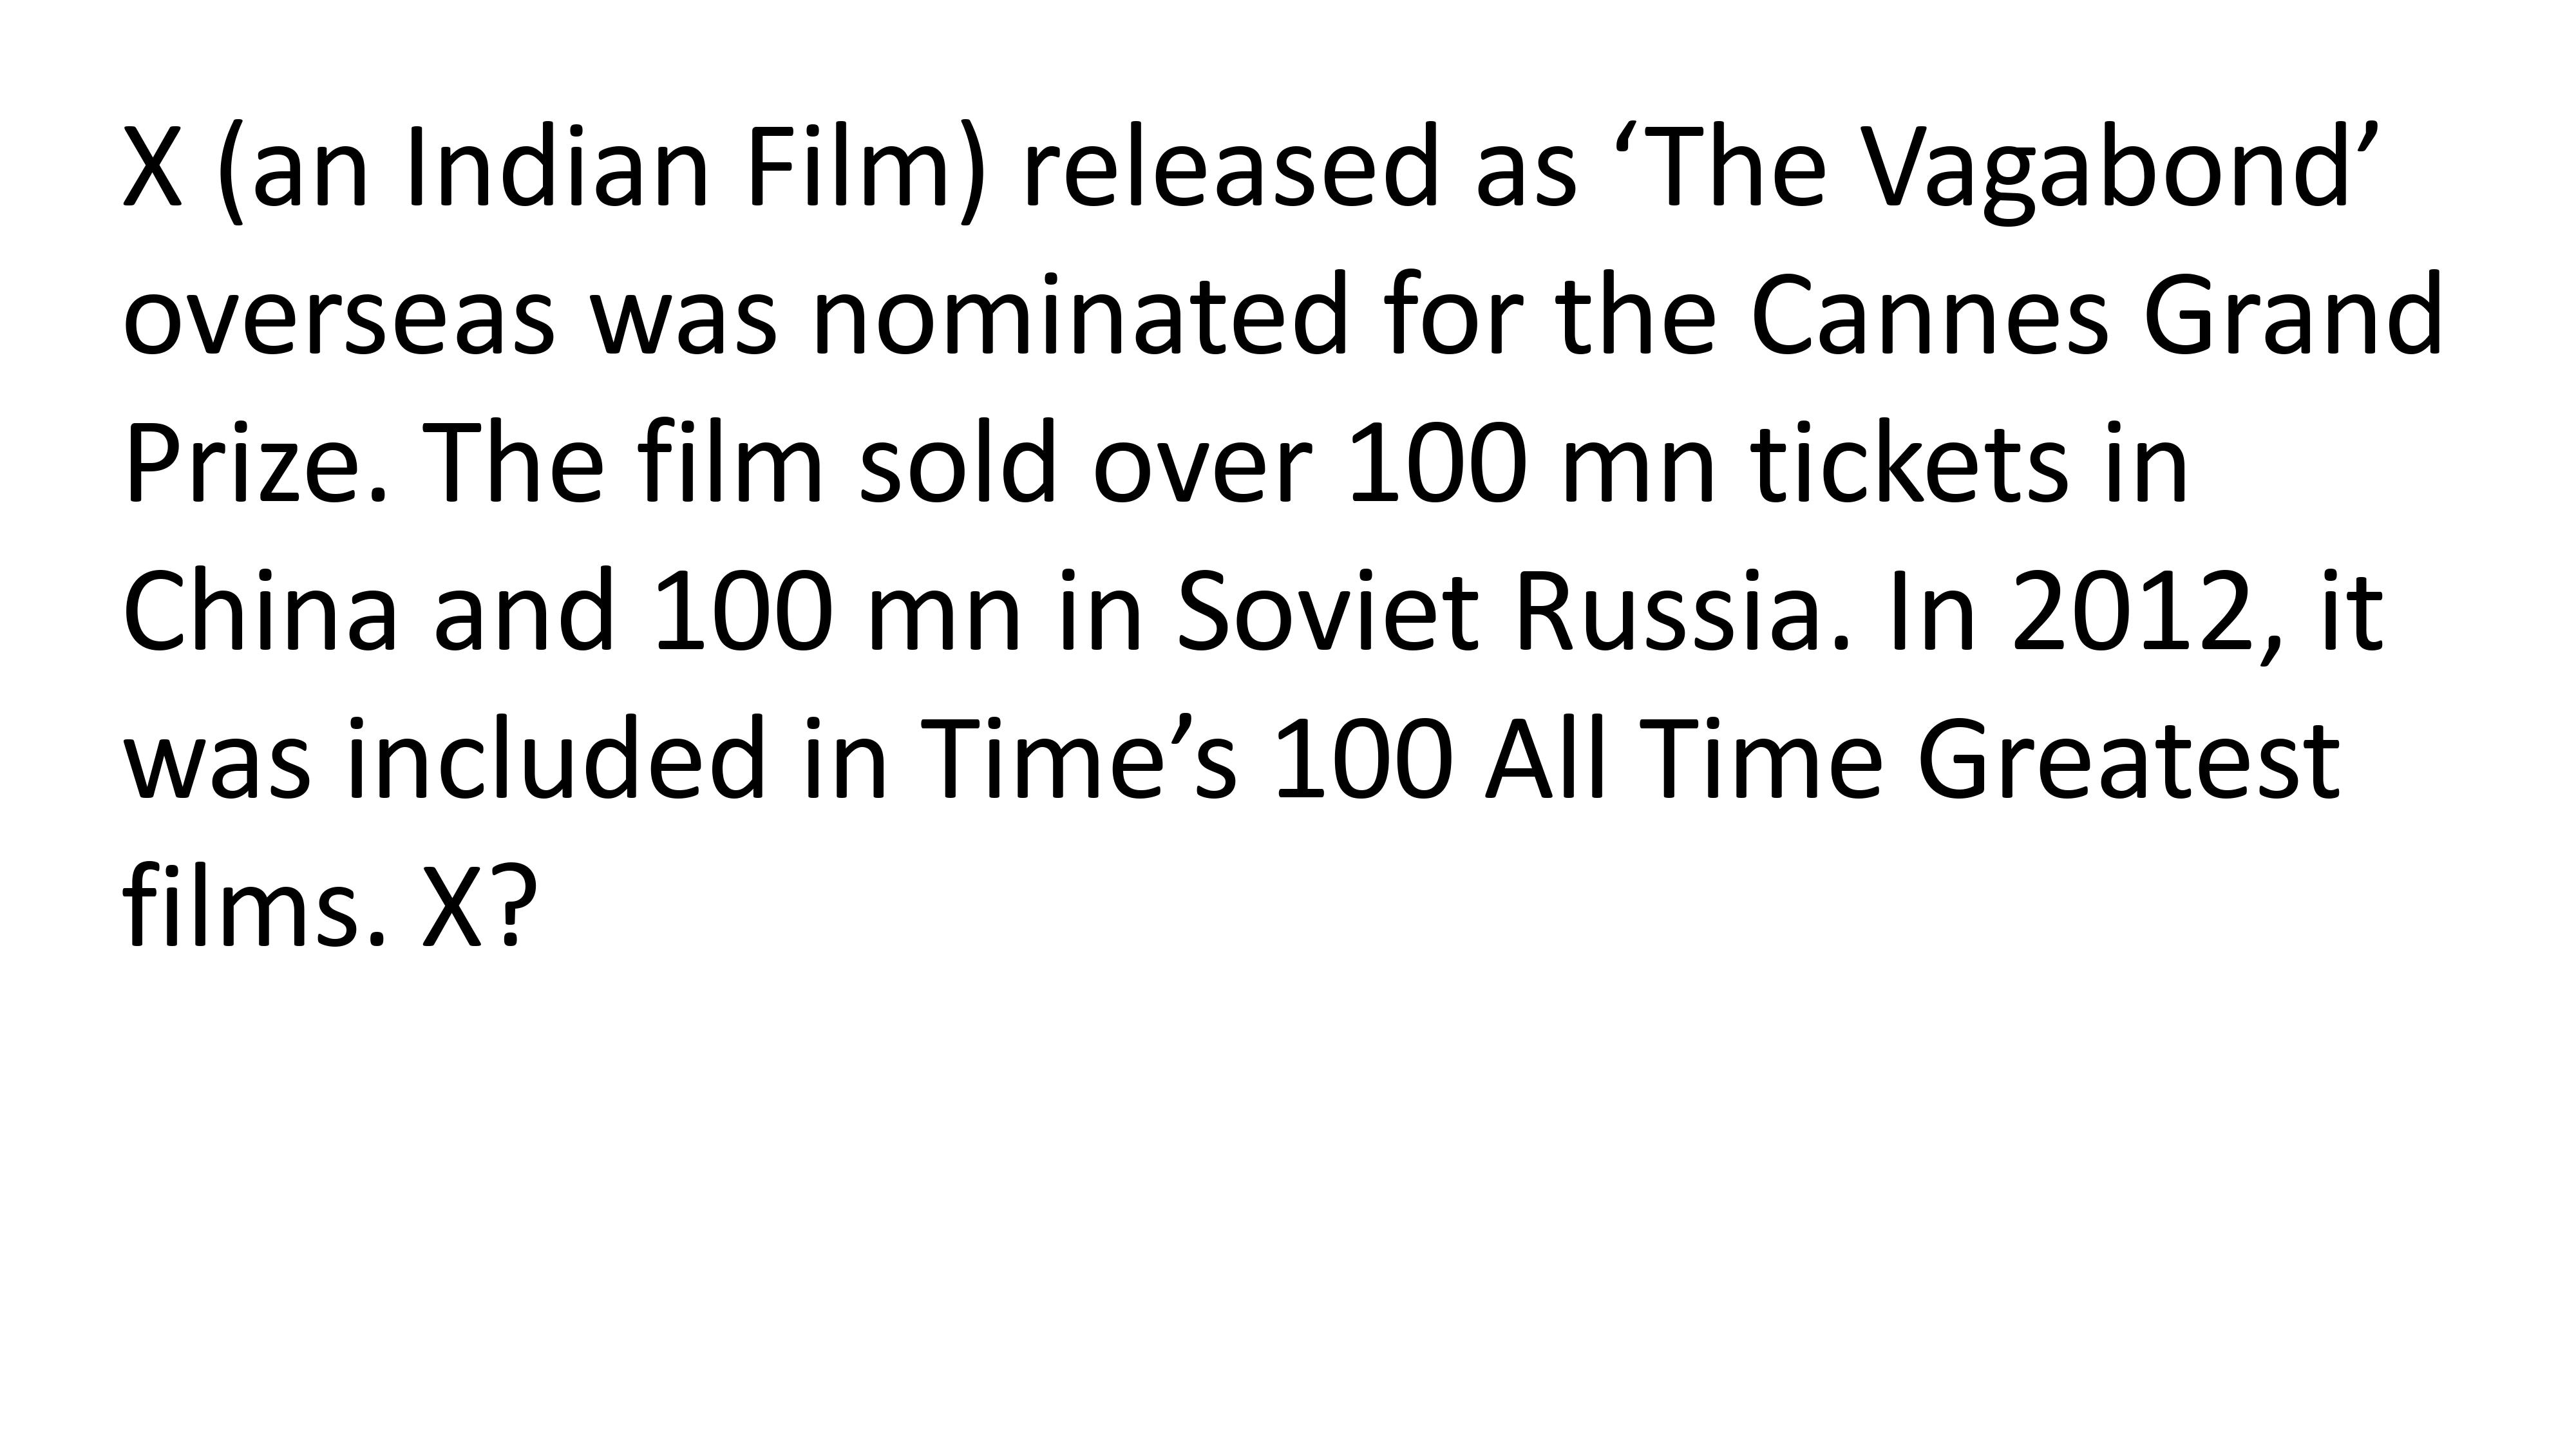 X (an Indian Film) released as ‘The Vagabond’
overseas was nominated for the Cannes Grand
Prize. The film sold over 100 mn tickets in
China and 100 mn in Soviet Russia. In 2012, it
was included in Time’s 100 All Time Greatest
films. X?